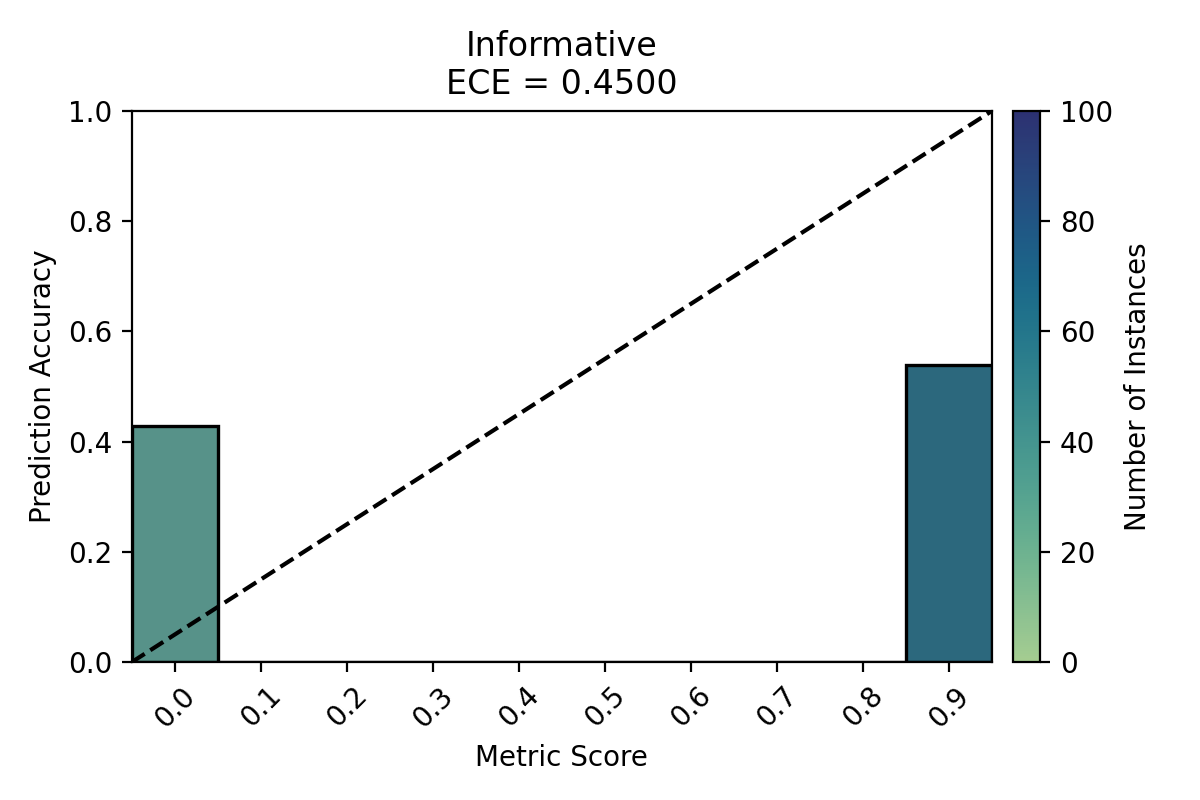 Informative
ECE = 0.4500
1.0
0.8
0.6
0.4
0.2
0.0
Prediction Accuracy
0.0 0.1 0.2 0.3 0.4 0.5 0.6 0.7 0.8 0.9
Metric Score
100
80
60
40
20
0
Number of Instances